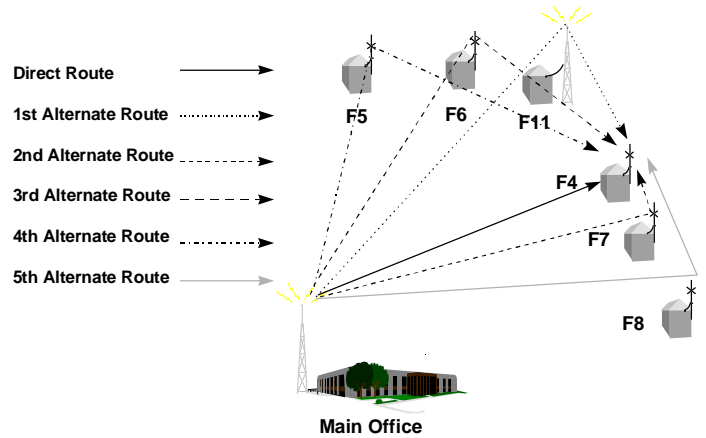 Direct Route
1st Alternate Route
2nd Alternate Route
3rd Alternate Route
4th Alternate Route
5th Alternate Route
F5
F6
F11
F4
F7
F8
Main Office